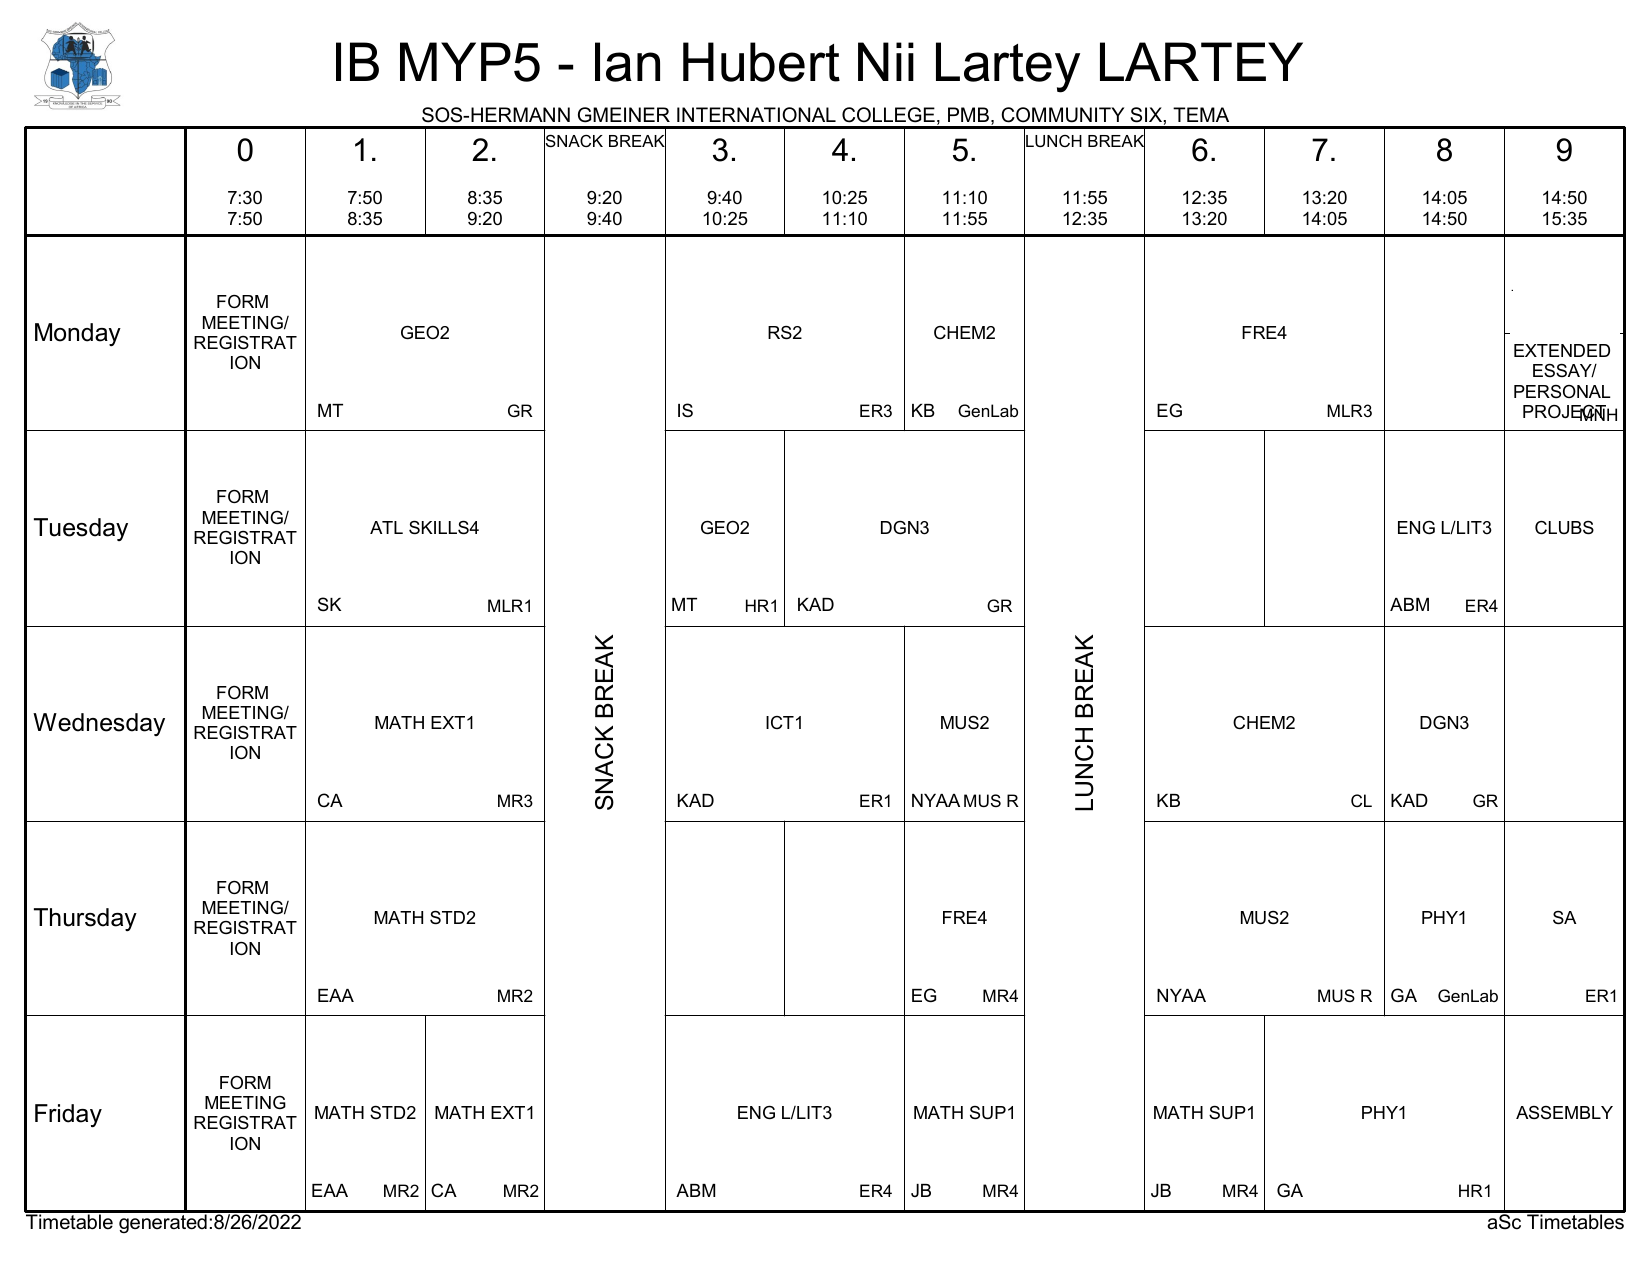 IB MYP5 - Ian Hubert Nii Lartey LARTEY
SOS-HERMANN GMEINER INTERNATIONAL COLLEGE, PMB, COMMUNITY SIX, TEMA
0 1. 2. SNACK BREAK 3. 4. 5. LUNCH BREAK 6. 7. 8 9
7:30 7:50 8:35 9:20 9:40 10:25 11:10 11:55 12:35 13:20 14:05 14:50
7:50 8:35 9:20 9:40 10:25 11:10 11:55 12:35 13:20 14:05 14:50 15:35
Monday
FORM
MEETING/
REGISTRAT
ION
GEO2
MT GR
RS2
IS ER3
CHEM2
KB GenLab
FRE4
EG MLR3
.
EXTENDED
ESSAY/
PERSONAL
PROJECT
MNH
Tuesday
FORM
MEETING/
REGISTRAT
ION
ATL SKILLS4
SK MLR1
GEO2
MT HR1
DGN3
KAD GR
ENG L/LIT3
ABM ER4
CLUBS
SNACK BREAK
LUNCH BREAK
Wednesday
FORM
MEETING/
REGISTRAT
ION
MATH EXT1
CA MR3
ICT1
KAD ER1
MUS2
NYAA MUS R
CHEM2
KB CL
DGN3
KAD GR
Thursday
FORM
MEETING/
REGISTRAT
ION
MATH STD2
EAA MR2
FRE4
EG MR4
MUS2
NYAA MUS R
PHY1
GA GenLab
SA
ER1
Friday
FORM
MEETING
REGISTRAT
ION
MATH STD2
EAA MR2
MATH EXT1
CA MR2
ENG L/LIT3
ABM ER4
MATH SUP1
JB MR4
MATH SUP1
JB MR4
PHY1
GA HR1
ASSEMBLY
Timetable generated:8/26/2022
aSc Timetables